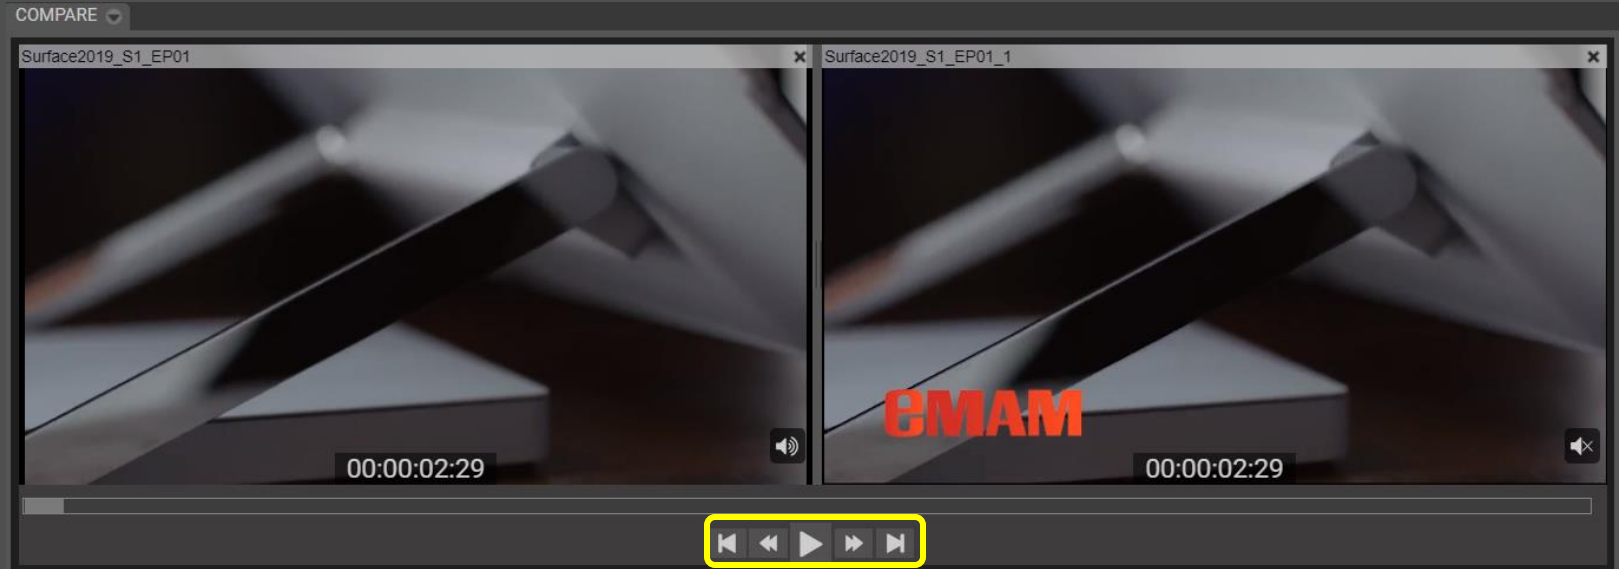 COMPARE
Surface2019_S1_EP01
Surface2019_S1_EP01_1
eMAM
00:00:02:29
00:00:02:29